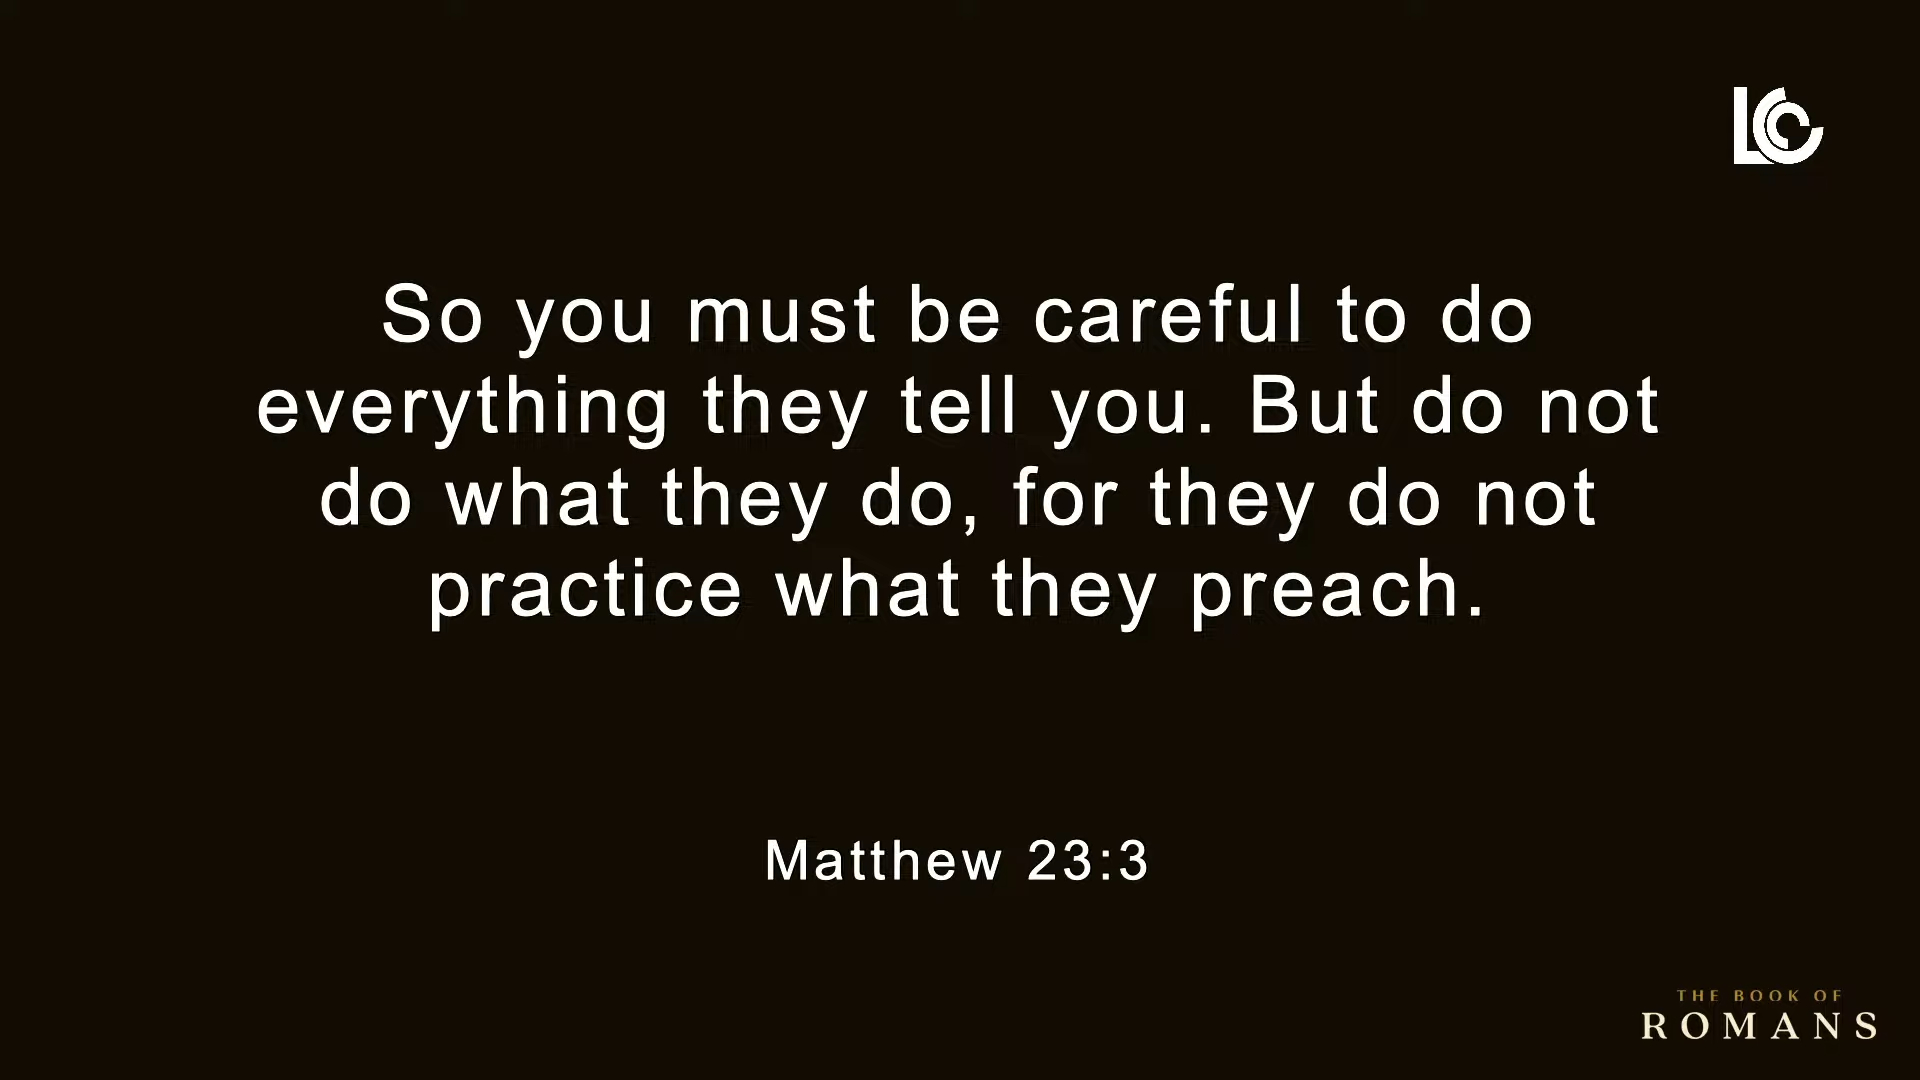 LCC
So you must be careful to do
everything they tell you. But do not
do what they do, for they do not
practice what they preach.
Matthew 23:3
THE BOOK OF
ROMANS